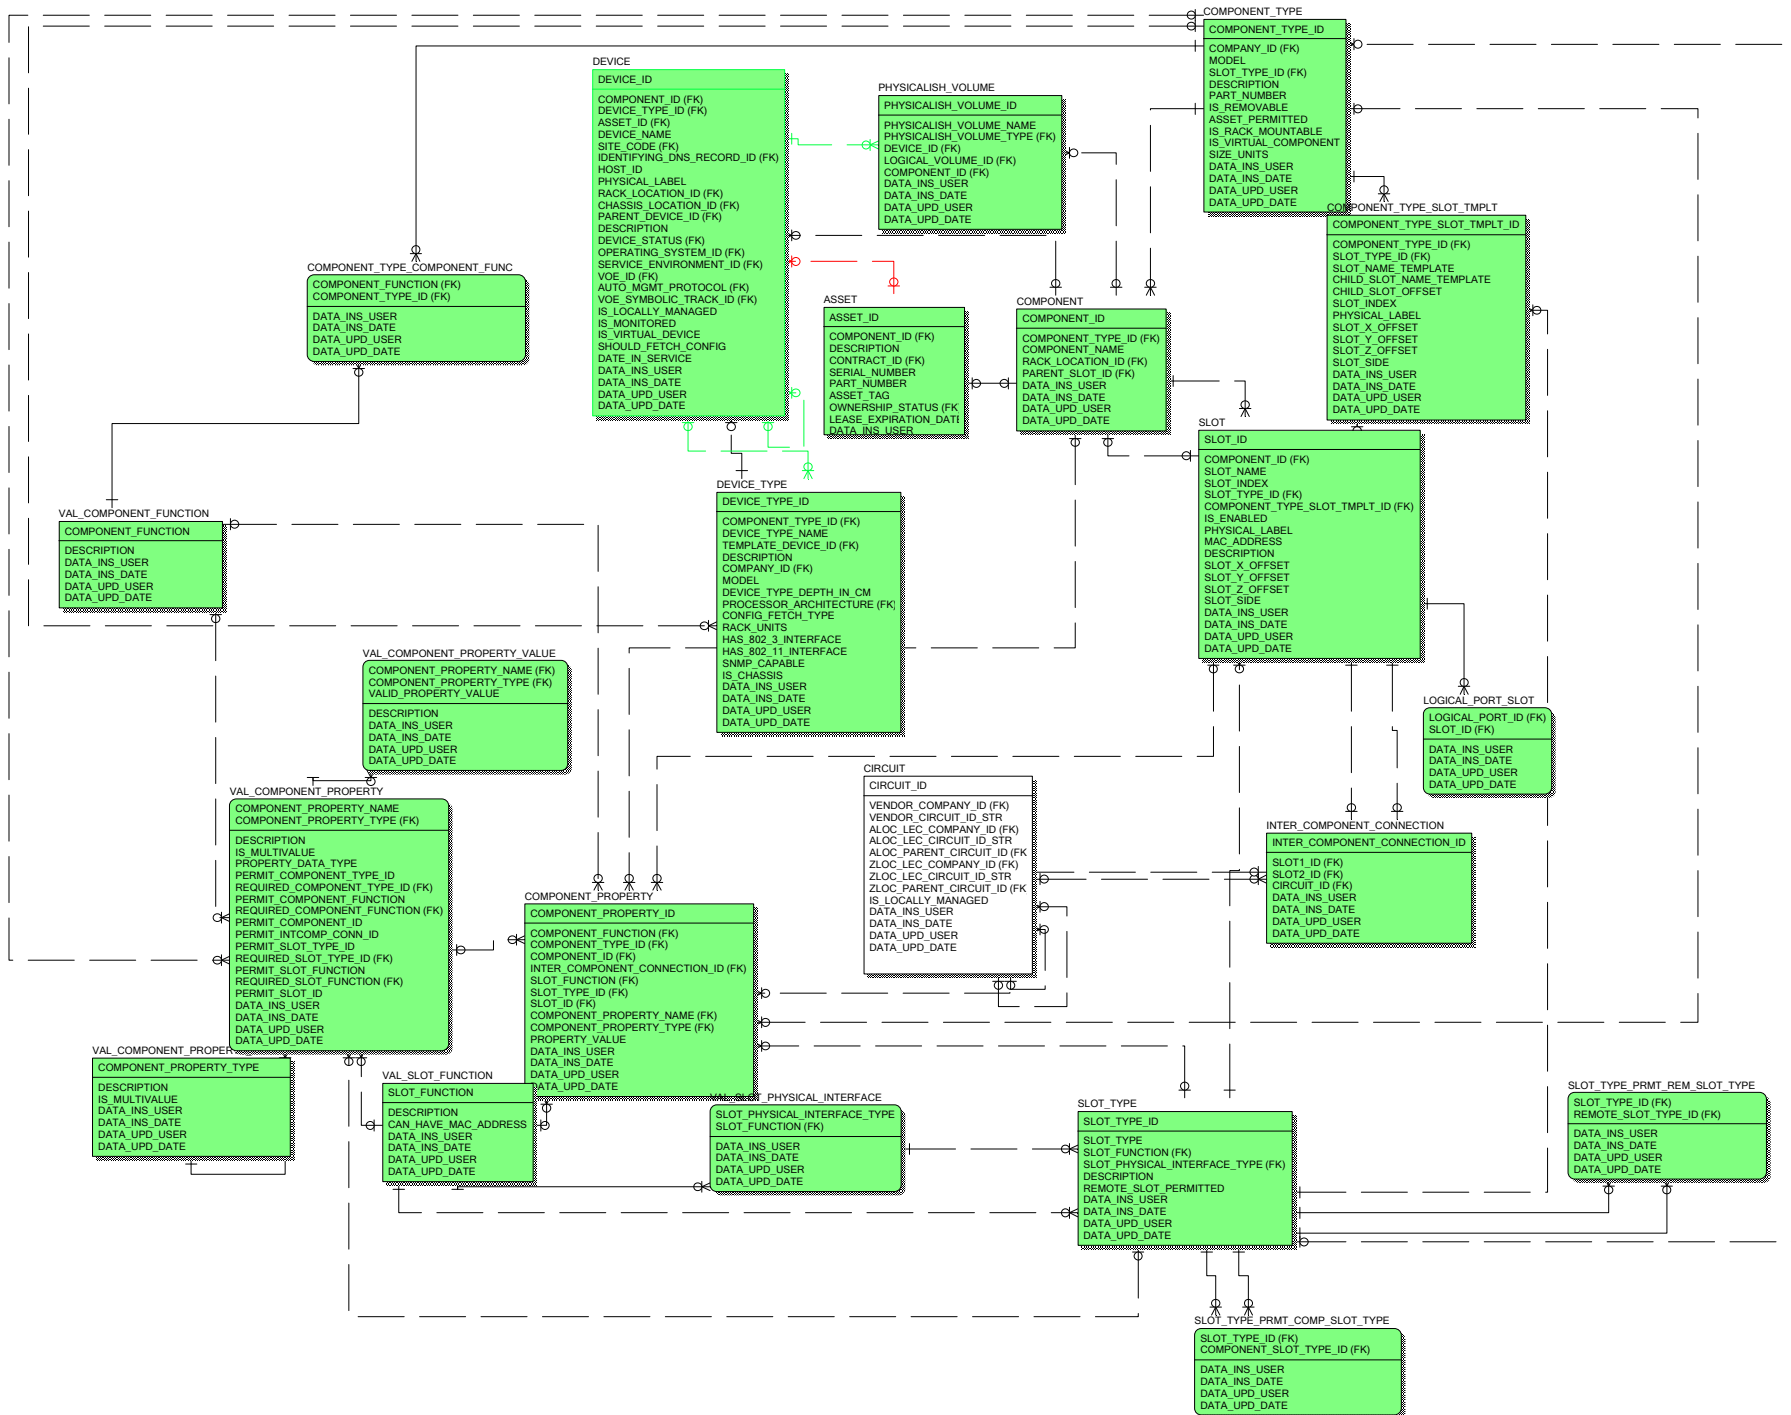 COMPONENT_TYPE
COMPONENT_TYPE_ID
COMPANY_ID (FK)
MODEL
SLOT_TYPE_ID (FK)
DESCRIPTION
PART_NUMBER
IS_REMOVABLE
ASSET_PERMITTED
IS_RACK_MOUNTABLE
IS_VIRTUAL_COMPONENT
SIZE_UNITS
DATA_INS_USER
DATA_INS_DATE
DATA_UPD_USER
DATA_UPD_DATE
DEVICE
DEVICE_ID
COMPONENT_ID (FK)
DEVICE_TYPE_ID (FK)
ASSET_ID (FK)
DEVICE_NAME
SITE_CODE (FK)
IDENTIFYING_DNS_RECORD_ID (FK)
HOST_ID
PHYSICAL_LABEL
RACK_LOCATION_ID (FK)
CHASSIS_LOCATION_ID (FK)
PARENT_DEVICE_ID (FK)
DESCRIPTION
DEVICE_STATUS (FK)
OPERATING_SYSTEM_ID (FK)
SERVICE_ENVIRONMENT_ID (FK)
VOE_ID (FK)
AUTO_MGMT_PROTOCOL (FK)
VOE_SYMBOLIC_TRACK_ID (FK)
IS_LOCALLY_MANAGED
IS_MONITORED
IS_VIRTUAL_DEVICE
SHOULD_FETCH_CONFIG
DATE_IN_SERVICE
DATA_INS_USER
DATA_INS_DATE
DATA_UPD_USER
DATA_UPD_DATE
PHYSICALISH_VOLUME
PHYSICALISH_VOLUME_ID
PHYSICALISH_VOLUME_NAME
PHYSICALISH_VOLUME_TYPE (FK)
DEVICE_ID (FK)
LOGICAL_VOLUME_ID (FK)
COMPONENT_ID (FK)
DATA_INS_USER
DATA_INS_DATE
DATA_UPD_USER
DATA_UPD_DATE
COMPONENT_TYPE_SLOT_TMPLT
COMPONENT_TYPE_SLOT_TMPLT_ID
COMPONENT_TYPE_ID (FK)
SLOT_TYPE_ID (FK)
SLOT_NAME_TEMPLATE
CHILD_SLOT_NAME_TEMPLATE
CHILD_SLOT_OFFSET
SLOT_INDEX
PHYSICAL_LABEL
SLOT_X_OFFSET
SLOT_Y_OFFSET
SLOT_Z_OFFSET
SLOT_SIDE
DATA_INS_USER
DATA_INS_DATE
DATA_UPD_USER
DATA_UPD_DATE
COMPONENT_TYPE_COMPONENT_FUNC
COMPONENT_FUNCTION (FK)
COMPONENT_TYPE_ID (FK)
DATA_INS_USER
DATA_INS_DATE
DATA_UPD_USER
DATA_UPD_DATE
ASSET
ASSET_ID
COMPONENT_ID (FK)
DESCRIPTION
CONTRACT_ID (FK)
SERIAL_NUMBER
PART_NUMBER
ASSET_TAG
OWNERSHIP_STATUS (FK
LEASE_EXPIRATION_DATE
DATA_INS_USER
COMPONENT
COMPONENT_ID
COMPONENT_TYPE_ID (FK)
COMPONENT_NAME
RACK_LOCATION_ID (FK)
PARENT_SLOT_ID (FK)
DATA_INS_USER
DATA_INS_DATE
DATA_UPD_USER
DATA_UPD_DATE
SLOT
SLOT_ID
COMPONENT_ID (FK)
SLOT_NAME
SLOT_INDEX
SLOT_TYPE_ID (FK)
COMPONENT_TYPE_SLOT_TMPLT_ID (FK)
IS_ENABLED
PHYSICAL_LABEL
MAC_ADDRESS
DESCRIPTION
SLOT_X_OFFSET
SLOT_Y_OFFSET
SLOT_Z_OFFSET
SLOT_SIDE
DATA_INS_USER
DATA_INS_DATE
DATA_UPD_USER
DATA_UPD_DATE
DEVICE_TYPE
DEVICE_TYPE_ID
COMPONENT_TYPE_ID (FK)
DEVICE_TYPE_NAME
TEMPLATE_DEVICE_ID (FK)
DESCRIPTION
COMPANY_ID (FK)
MODEL
DEVICE_TYPE_DEPTH_IN_CM
PROCESSOR_ARCHITECTURE (FK)
CONFIG_FETCH_TYPE
RACK_UNITS
HAS_802_3_INTERFACE
HAS_802_11_INTERFACE
SNMP_CAPABLE
IS_CHASSIS
DATA_INS_USER
DATA_INS_DATE
DATA_UPD_USER
DATA_UPD_DATE
VAL_COMPONENT_FUNCTION
COMPONENT_FUNCTION
DESCRIPTION
DATA_INS_USER
DATA_INS_DATE
DATA_UPD_USER
DATA_UPD_DATE
VAL_COMPONENT_PROPERTY_VALUE
COMPONENT_PROPERTY_NAME (FK)
COMPONENT_PROPERTY_TYPE (FK)
VALID_PROPERTY_VALUE
DESCRIPTION
DATA_INS_USER
DATA_INS_DATE
DATA_UPD_USER
DATA_UPD_DATE
LOGICAL_PORT_SLOT
LOGICAL_PORT_ID (FK)
SLOT_ID (FK)
DATA_INS_USER
DATA_INS_DATE
DATA_UPD_USER
DATA_UPD_DATE
CIRCUIT
CIRCUIT_ID
VENDOR_COMPANY_ID (FK)
VENDOR_CIRCUIT_ID_STR
ALOC_LEC_COMPANY_ID (FK)
ALOC_LEC_CIRCUIT_ID_STR
ALOC_PARENT_CIRCUIT_ID (FK
ZLOC_LEC_COMPANY_ID (FK)
ZLOC_LEC_CIRCUIT_ID_STR
ZLOC_PARENT_CIRCUIT_ID (FK
IS_LOCALLY_MANAGED
DATA_INS_USER
DATA_INS_DATE
DATA_UPD_USER
DATA_UPD_DATE
VAL_COMPONENT_PROPERTY
COMPONENT_PROPERTY_NAME
COMPONENT_PROPERTY_TYPE (FK)
DESCRIPTION
IS_MULTIVALUE
PROPERTY_DATA_TYPE
PERMIT_COMPONENT_TYPE_ID
REQUIRED_COMPONENT_TYPE_ID (FK)
PERMIT_COMPONENT_FUNCTION
REQUIRED_COMPONENT_FUNCTION (FK)
PERMIT_COMPONENT_ID
PERMIT_INTCOMP_CONN_ID
PERMIT_SLOT_TYPE_ID
REQUIRED_SLOT_TYPE_ID (FK)
PERMIT_SLOT_FUNCTION
REQUIRED_SLOT_FUNCTION (FK)
PERMIT_SLOT_ID
DATA_INS_USER
DATA_INS_DATE
DATA_UPD_USER
DATA_UPD_DATE
INTER_COMPONENT_CONNECTION
INTER_COMPONENT_CONNECTION_ID
SLOT1_ID (FK)
SLOT2_ID (FK)
CIRCUIT_ID (FK)
DATA_INS_USER
DATA_INS_DATE
DATA_UPD_USER
DATA_UPD_DATE
COMPONENT_PROPERTY
COMPONENT_PROPERTY_ID
COMPONENT_FUNCTION (FK)
COMPONENT_TYPE_ID (FK)
COMPONENT_ID (FK)
INTER_COMPONENT_CONNECTION_ID (FK)
SLOT_FUNCTION (FK)
SLOT_TYPE_ID (FK)
SLOT_ID (FK)
COMPONENT_PROPERTY_NAME (FK)
COMPONENT_PROPERTY_TYPE (FK)
PROPERTY_VALUE
DATA_INS_USER
DATA_INS_DATE
DATA_UPD_USER
DATA_UPD_DATE
VAL_COMPONENT_PROPER
COMPONENT_PROPERTY_TYPE
DESCRIPTION
IS_MULTIVALUE
DATA_INS_USER
DATA_INS_DATE
DATA_UPD_USER
DATA_UPD_DATE
VAL_SLOT_FUNCTION
SLOT_FUNCTION
DESCRIPTION
CAN_HAVE_MAC_ADDRESS
DATA_INS_USER
DATA_INS_DATE
DATA_UPD_USER
DATA_UPD_DATE
VAL_SLOT_PHYSICAL_INTERFACE
SLOT_PHYSICAL_INTERFACE_TYPE
SLOT_FUNCTION (FK)
DATA_INS_USER
DATA_INS_DATE
DATA_UPD_USER
DATA_UPD_DATE
SLOT_TYPE
SLOT_TYPE_ID
SLOT_TYPE
SLOT_FUNCTION (FK)
SLOT_PHYSICAL_INTERFACE_TYPE (FK)
DESCRIPTION
REMOTE_SLOT_PERMITTED
DATA_INS_USER
DATA_INS_DATE
DATA_UPD_USER
DATA_UPD_DATE
SLOT_TYPE_PRMT_REM_SLOT_TYPE
SLOT_TYPE_ID (FK)
REMOTE_SLOT_TYPE_ID (FK)
DATA_INS_USER
DATA_INS_DATE
DATA_UPD_USER
DATA_UPD_DATE
SLOT_TYPE_PRMT_COMP_SLOT_TYPE
SLOT_TYPE_ID (FK)
COMPONENT_SLOT_TYPE_ID (FK)
DATA_INS_USER
DATA_INS_DATE
DATA_UPD_USER
DATA_UPD_DATE